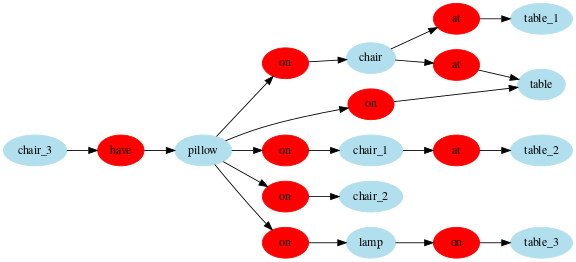 at
table_1
on
chair
at
table
on
chair_3
have
pillow
on
chair_1
at
table_2
on
chair_2
on
lamp
on
table_3